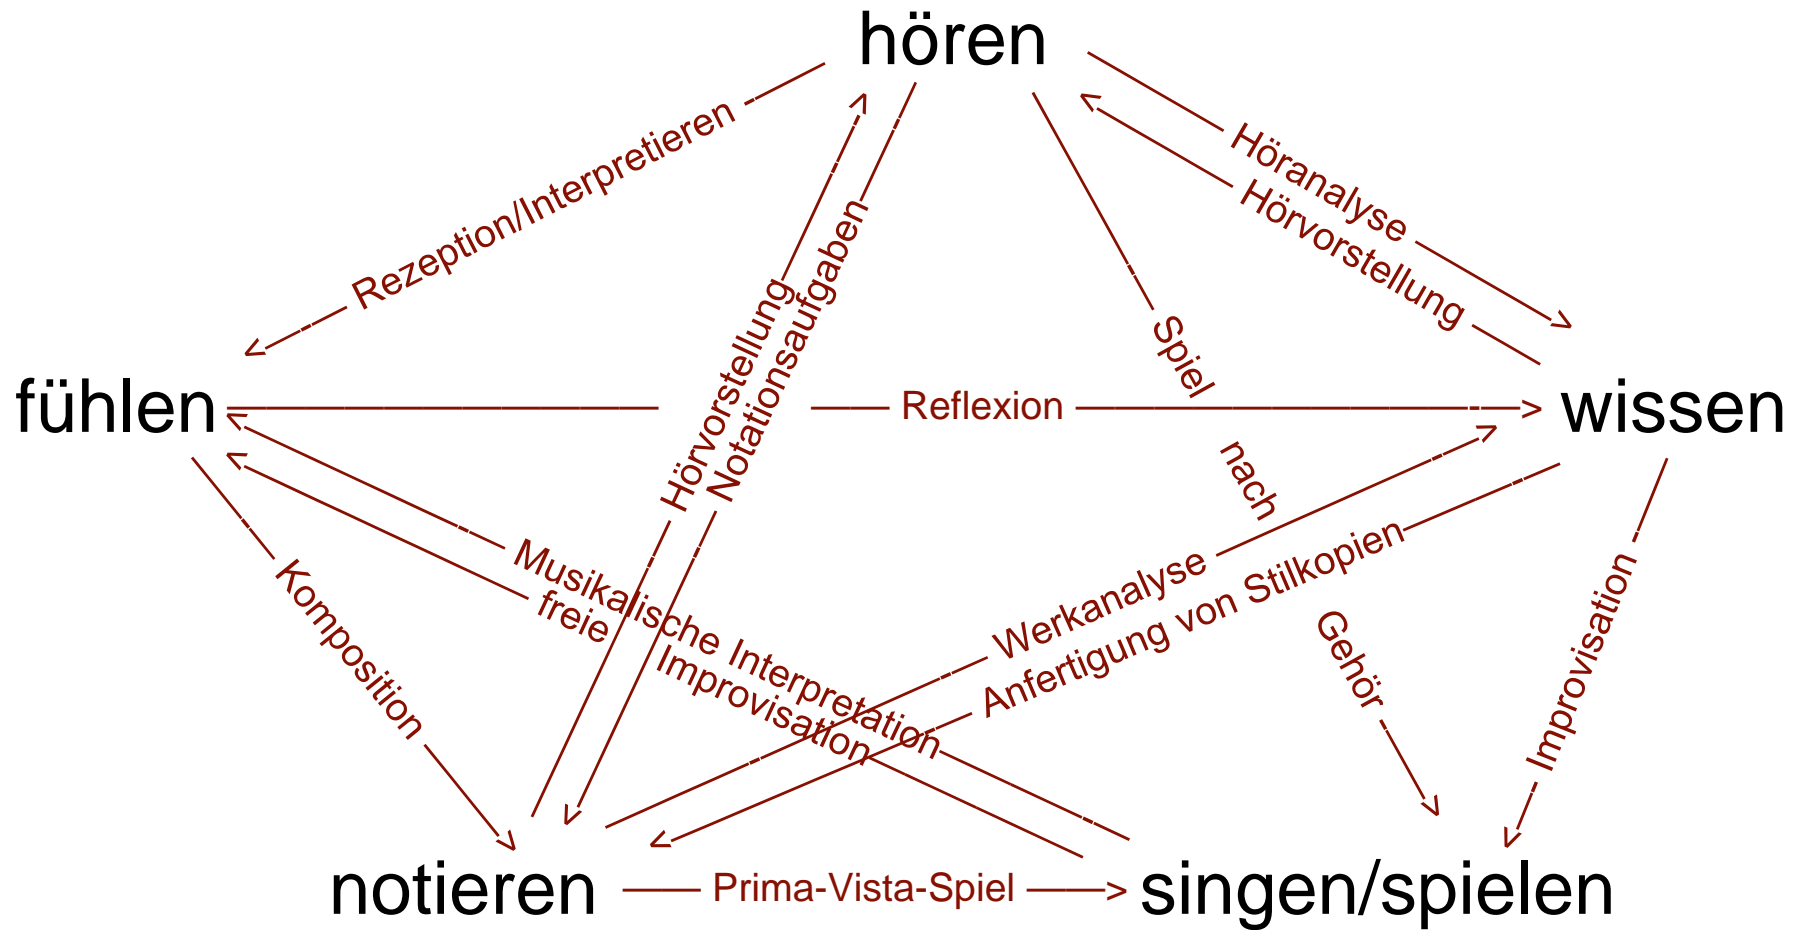 hören
Rezeption/Interpretieren
Höranalyse
Hörvorstellung
Hörvorstellung
Notationsaufgaben
Spiel nach Gehör
fühlen
Reflexion
wissen
Musikalische Interpretation
freie Improvisation
Komposition
Werkanalyse
Anfertigung von Stilkopien
Improvisation
notieren
Prima-Vista-Spiel
singen/spielen